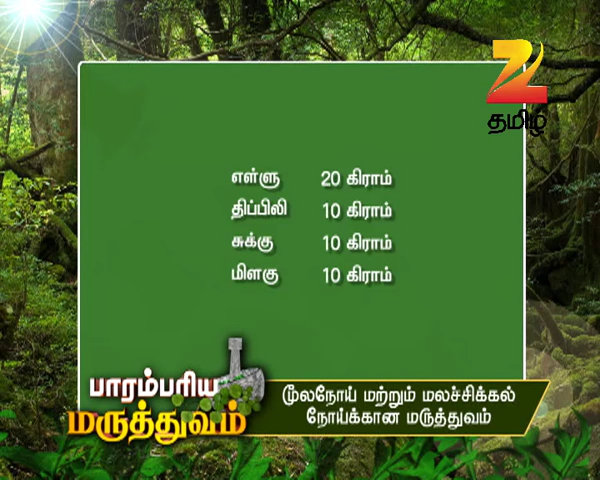 Z
தமிழ்
எள்ளு 20 கிராம்
திப்பிலி 10 கிராம்
சுக்கு 10 கிராம்
மிளகு 10 கிராம்
பாரம்பரிய
மருத்துவம்
மூலநோய் மற்றும் மலச்சிக்கல்
நோய்க்கான மருத்துவம்